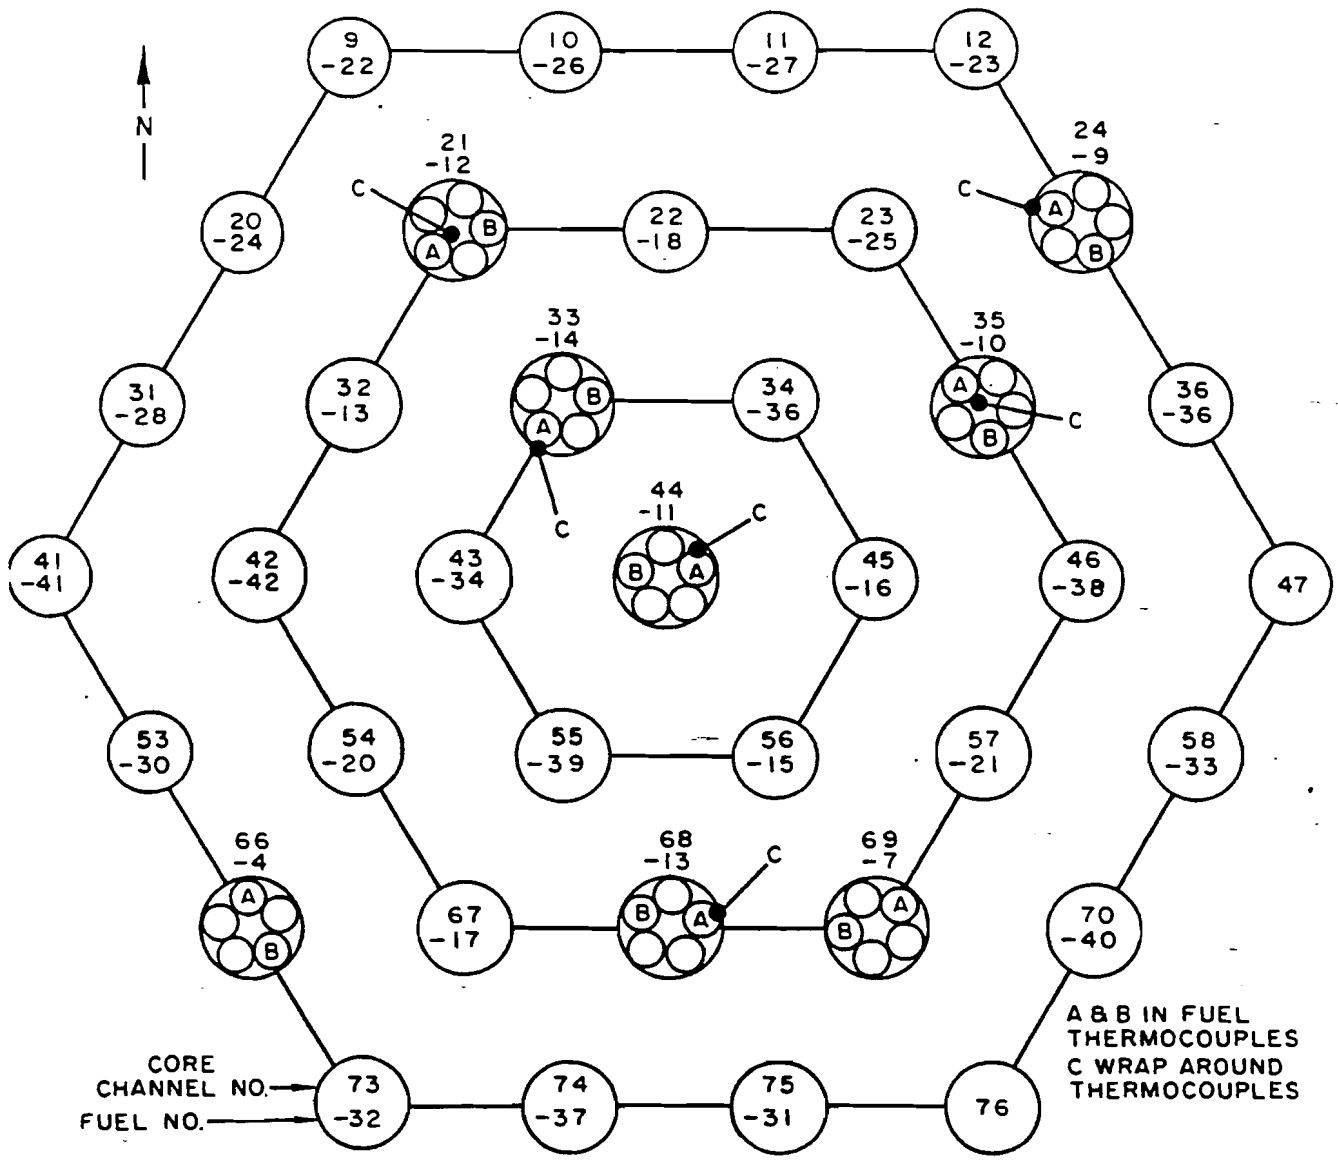 9
-22
10
-26
11
-27
12
-23
N
24
-9
C
A
B
21
-12
C
B
A
20
-24
22
-18
23
-25
33
-14
B
A
C
35
-10
A
B
C
31
-28
32
-13
34
-36
36
-36
44
-11
C
B
A
41
-41
42
-42
43
-34
45
-16
46
-38
47
53
-30
54
-20
55
-39
56
-15
57
-21
58
-33
66
-4
A
B
68
-13
C
B
A
69
-7
A
B
67
-17
70
-40
A & B IN FUEL
THERMOCOUPLES
C WRAP AROUND
THERMOCOUPLES
CORE
CHANNEL NO.
FUEL NO.
73
-32
74
-37
75
-31
76